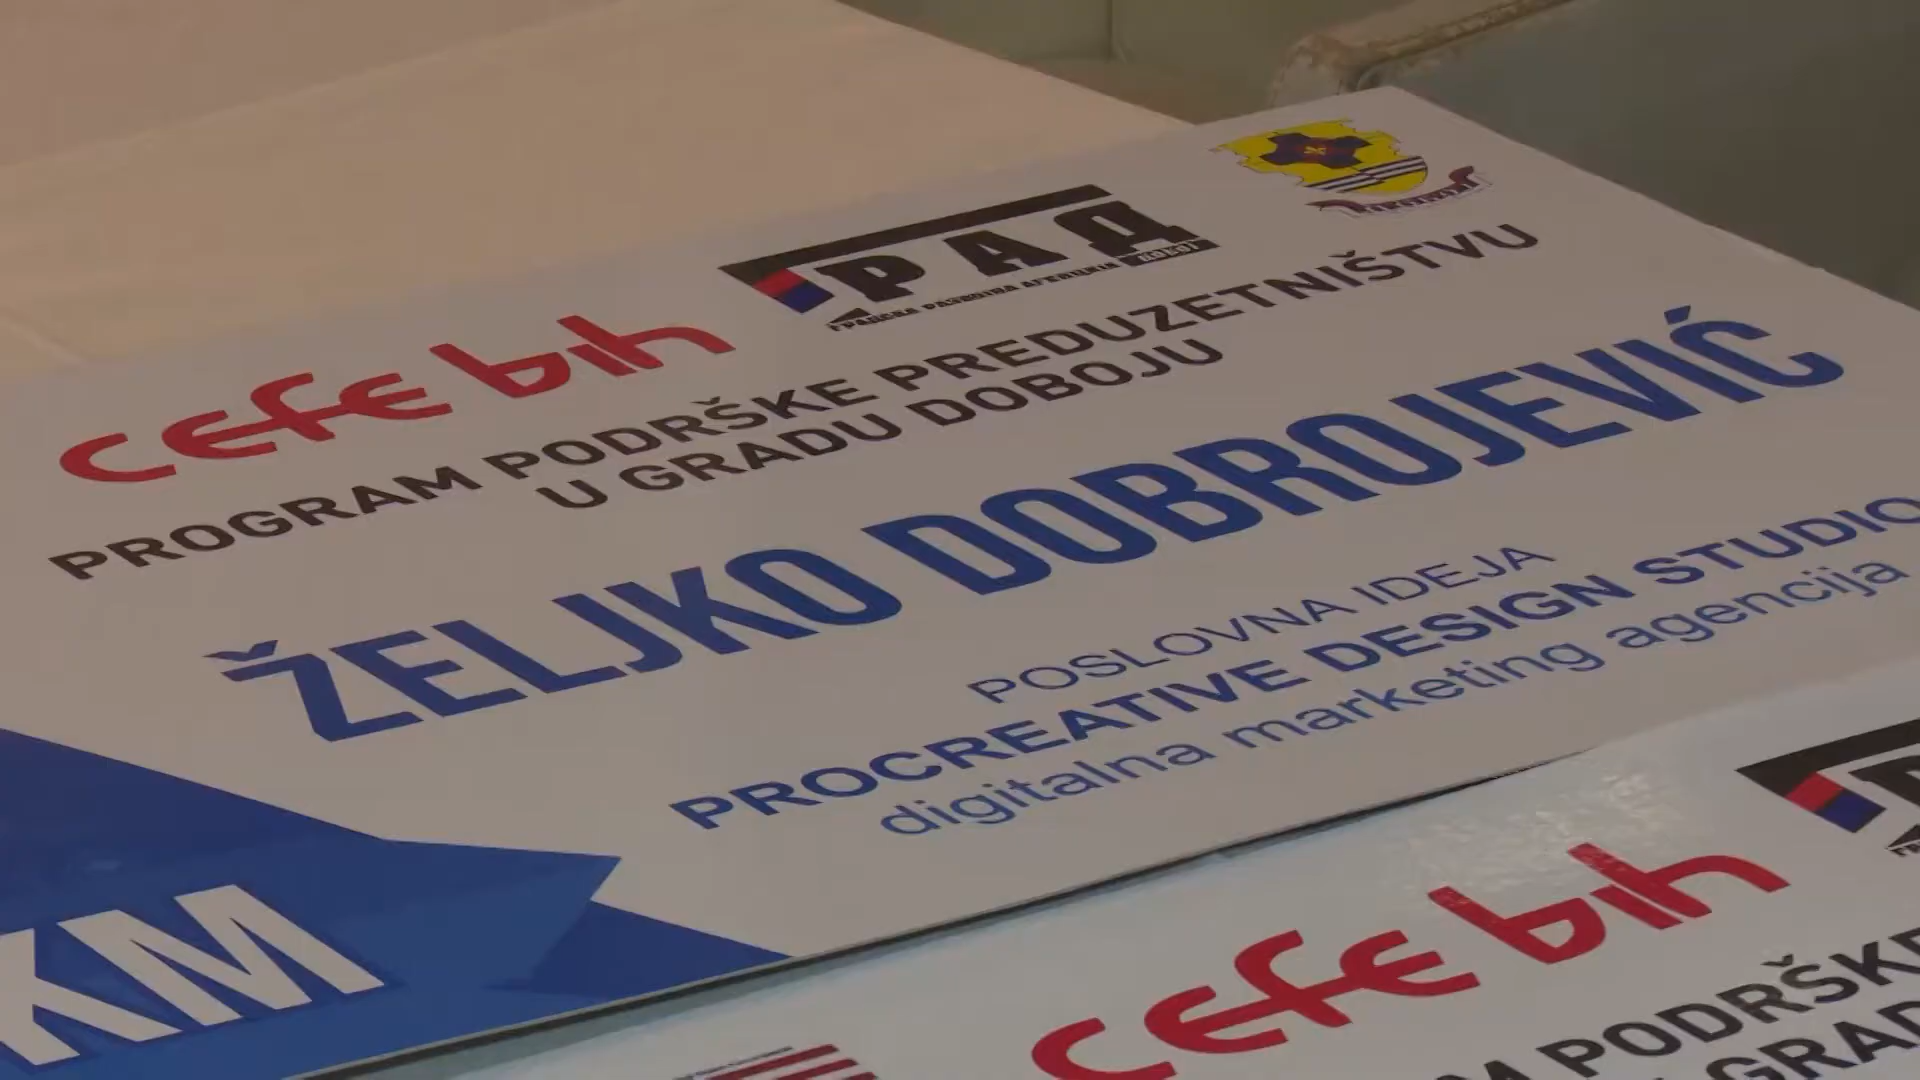 cefe bih
РАД
PROGRAM PODRŠKE PREDUZETNIŠTVU
U GRADU DOBOJU
ŽELJKO DOBROJEVIĆ
POSLOVNA IDEJA
PROCREATIVE DESIGN STUDIO
digitalna marketing agencija
KM
cefe bih
PODRŠKE